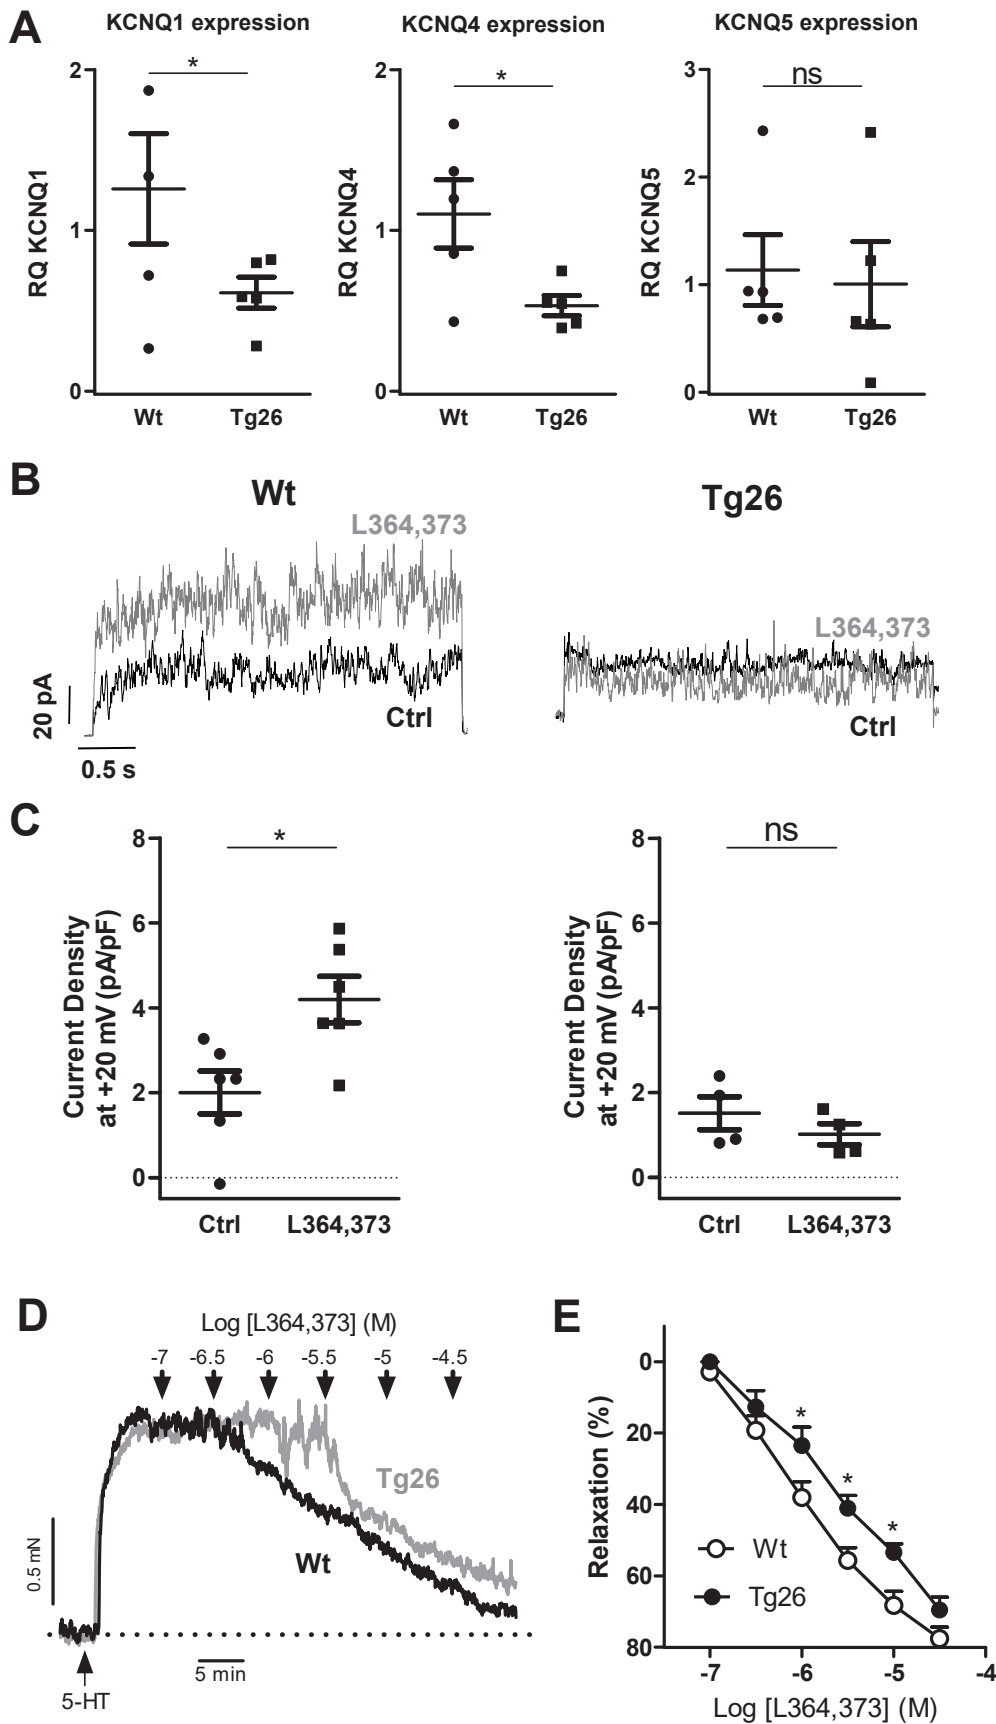 A
KCNQ1 expression
KCNQ4 expression
KCNQ5 expression
2
*
1
0
RQ KCNQ1
Wt
Tg26
2
*
1
0
RQ KCNQ4
Wt
Tg26
3
ns
2
1
0
RQ KCNQ5
Wt
Tg26
B
Wt
L364,373
Ctrl
20 pA
0.5 s
Tg26
L364,373
Ctrl
C
8
*
6
4
2
0
Current Density
at +20 mV (pA/pF)
Ctrl
L364,373
8
ns
6
4
2
0
Current Density
at +20 mV (pA/pF)
Ctrl
L364,373
D
Log [L364,373] (M)
-7 -6.5 -6 -5.5 -5 -4.5
Tg26
Wt
0.5 mN
5 min
5-HT
E
0
20
40
60
80
Relaxation (%)
*
*
*
Wt
Tg26
-7 -6 -5 -4
Log [L364,373] (M)